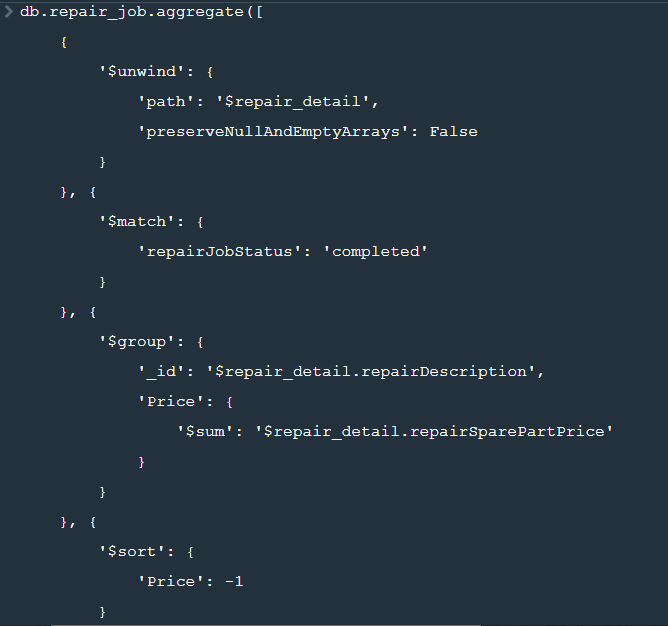 > db.repair_job.aggregate([
{
'$unwind': {
'path': '$repair_detail',
'preserveNullAndEmptyArrays': False
}
}, {
'$match': {
'repairJobStatus': 'completed'
}
}, {
'$group': {
'_id': '$repair_detail.repairDescription',
'Price': {
'$sum': '$repair_detail.repairSparePartPrice'
}
}
}, {
'$sort': {
'Price': -1
}